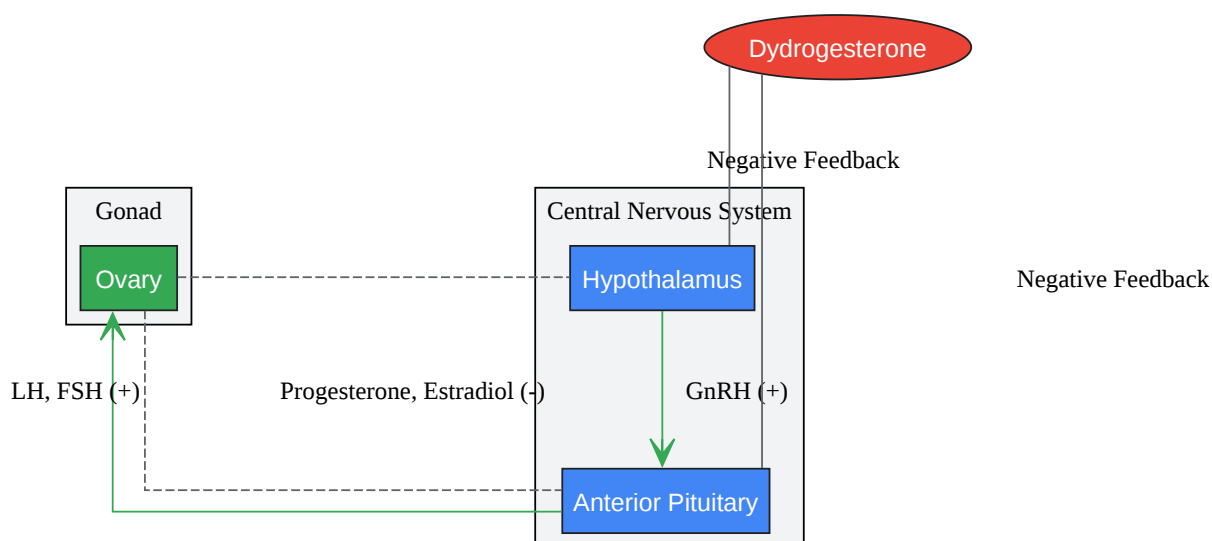 Dydrogesterone
Negative Feedback
Gonad
Central Nervous System
Ovary
Hypothalamus
Negative Feedback
LH, FSH (+)
Progesterone, Estradiol (-)
GnRH (+)
Anterior Pituitary